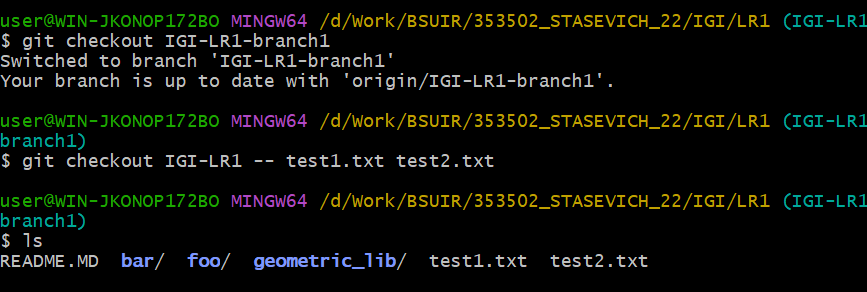 user@WIN-JKONOP172BO MINGW64 /d/Work/BSUIR/353502_STASEVICH_22/IGI/LR1 (IGI-LR1
$ git checkout IGI-LR1-branch1
Switched to branch 'IGI-LR1-branch1'
Your branch is up to date with 'origin/IGI-LR1-branch1'.
user@WIN-JKONOP172BO MINGW64 /d/Work/BSUIR/353502_STASEVICH_22/IGI/LR1 (IGI-LR1
branch1)
$ git checkout IGI-LR1 -- test1.txt test2.txt
user@WIN-JKONOP172BO MINGW64 /d/Work/BSUIR/353502_STASEVICH_22/IGI/LR1 (IGI-LR1
branch1)
$ ls
README.MD bar/ foo/ geometric_lib/ test1.txt test2.txt